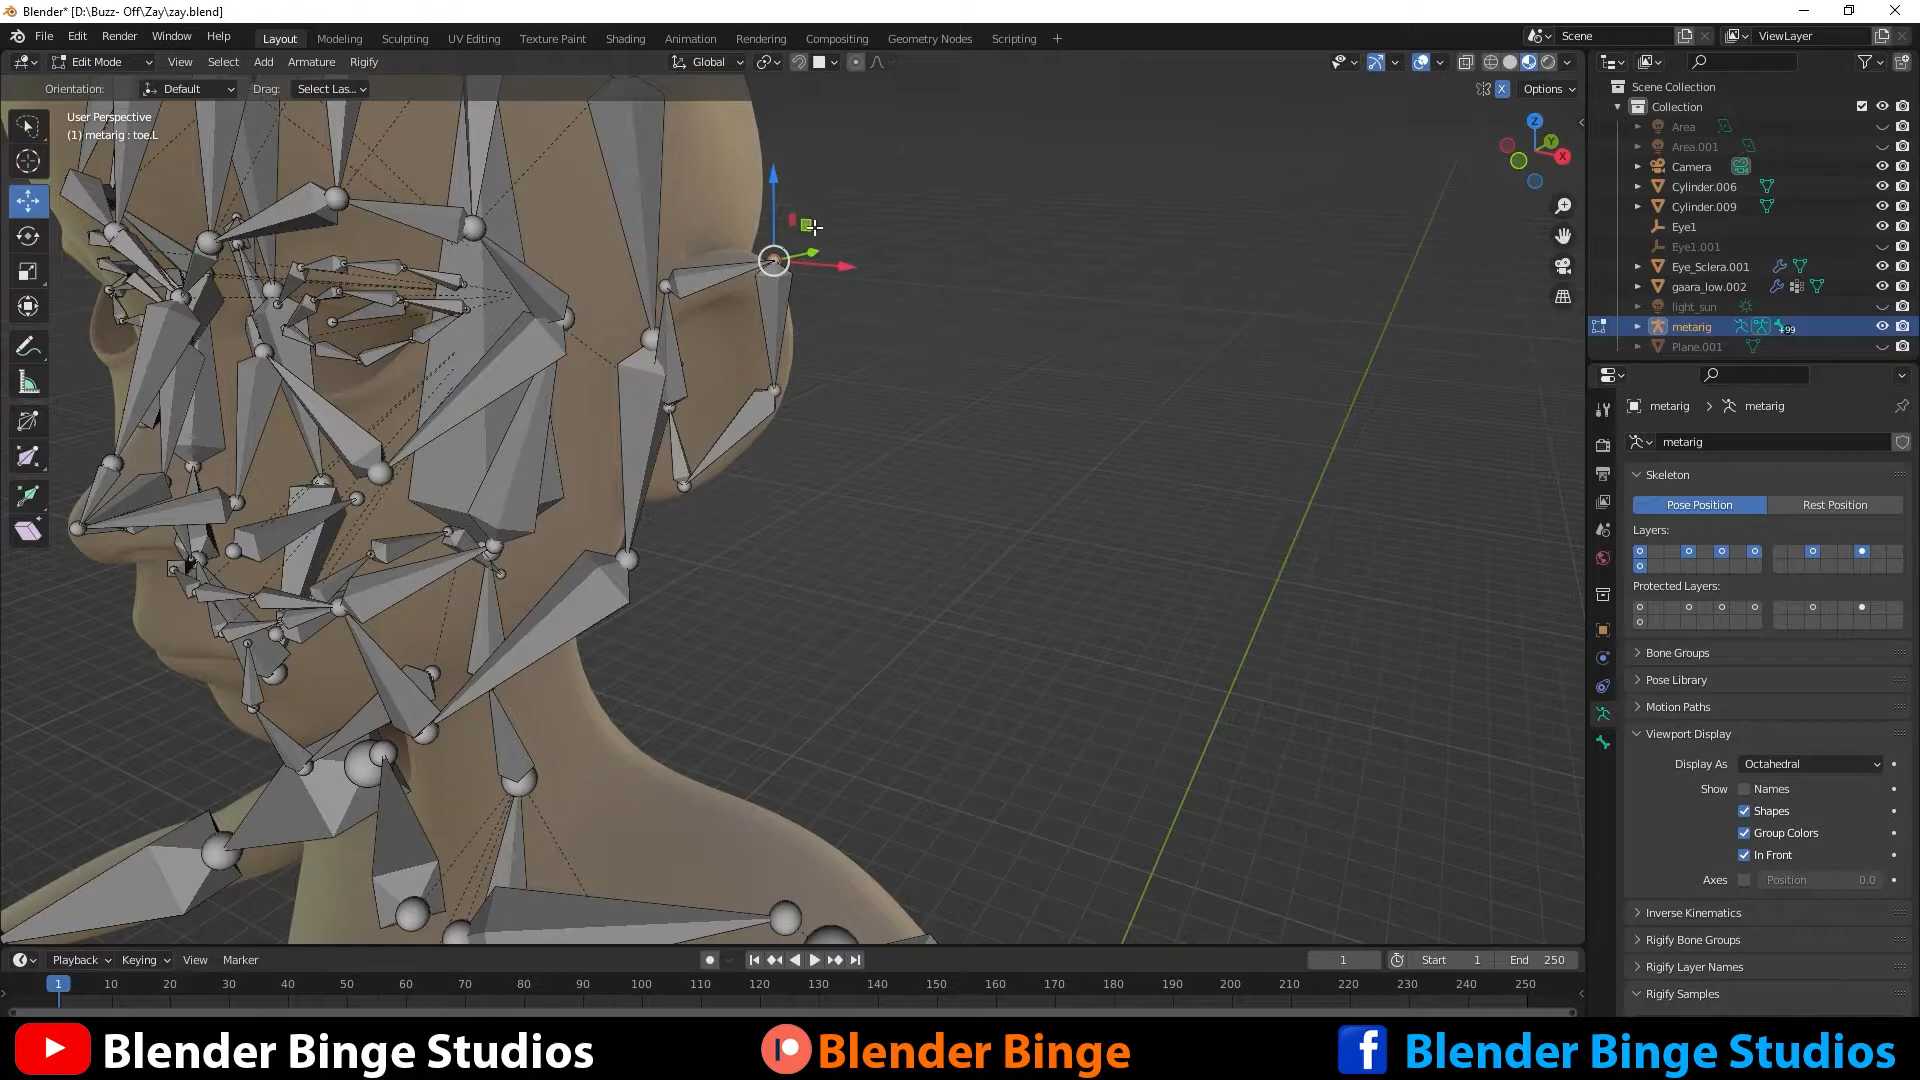 Blender* [D:\Buzz- Off\Zay\zay.blend]
File Edit Render Window Help Layout Modeling Sculpting UV Editing Texture Paint Shading Animation Rendering Compositing Geometry Nodes Scripting + Scene ViewLayer
Edit Mode View Select Add Armature Rigify Global
Orientation: Default Drag: Select Las... X Options
User Perspective
(1) metarig : toe.L
Z
Y
X
Scene Collection
Collection
Area
Area.001
Camera
Cylinder.006
Cylinder.009
Eye1
Eye1.001
Eye_Sclera.001
gaara_low.002
light_sun
metarig +99
Plane.001
metarig > metarig
metarig
Skeleton
Pose Position Rest Position
Layers:
Protected Layers:
Bone Groups
Pose Library
Motion Paths
Viewport Display
Display As Octahedral
Show Names
Shapes
Group Colors
In Front
Axes Position 0.0
Inverse Kinematics
Rigify Bone Groups
Rigify Layer Names
Rigify Samples
Playback Keying View Marker 1 Start 1 End 250
1 10 20 30 40 50 60 70 80 90 100 110 120 130 140 150 160 170 180 190 200 210 220 230 240 250
Blender Binge Studios Blender Binge Blender Binge Studios